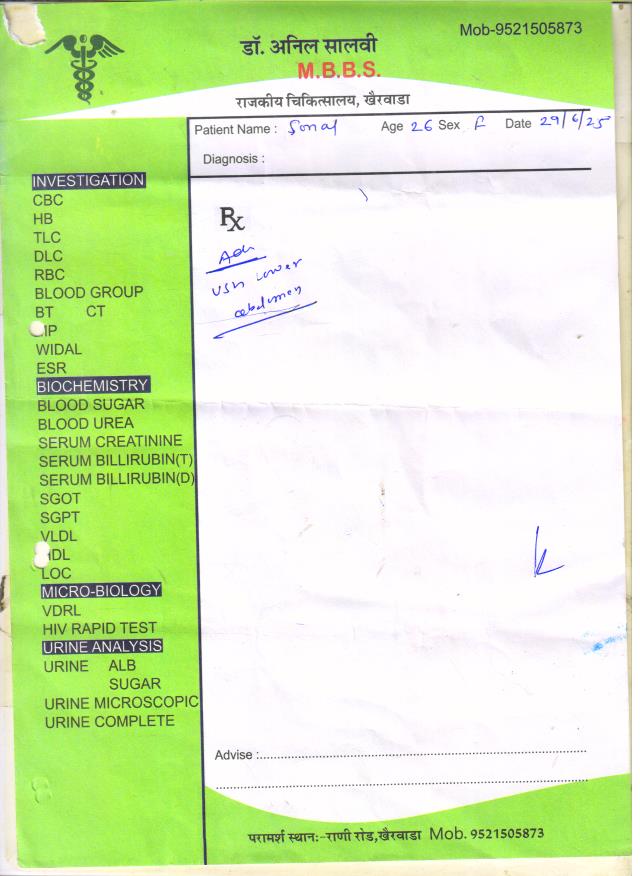 Mob-9521505873
डॉ. अनिल सालवी
M.B.B.S.
राजकीय चिकित्सालय, खैरवाडा
Patient Name : Sonal Age 26 Sex F Date 29/6/25
Diagnosis :
INVESTIGATION
CBC
HB
TLC
DLC
RBC
BLOOD GROUP
BT CT
MP
WIDAL
ESR
BIOCHEMISTRY
BLOOD SUGAR
BLOOD UREA
SERUM CREATININE
SERUM BILLIRUBIN(T)
SERUM BILLIRUBIN(D)
SGOT
SGPT
VLDL
HDL
LOC
MICRO-BIOLOGY
VDRL
HIV RAPID TEST
URINE ANALYSIS
URINE ALB
SUGAR
URINE MICROSCOPIC
URINE COMPLETE
Rx
Adv
USG lower
abdomen
Advise :
परामर्श स्थानः-राणी रोड,खैरवाडा Mob. 9521505873